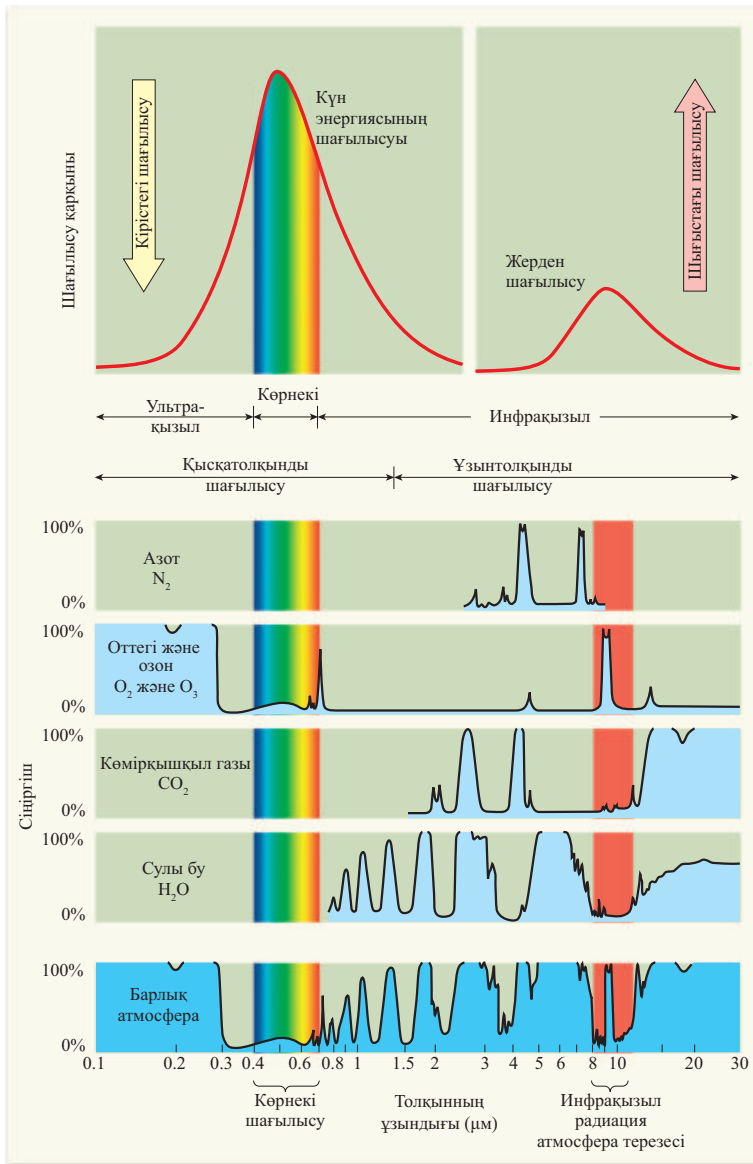 Шағылысу қарқыны
Кірістегі шағылысу
Күн
энергиясының
шағылысуы
Жерден
шағылысу
Шығыстағы шағылысу
Ультра-
қызыл
Көрнекі
Инфрақызыл
Қысқатолқынды
шағылысу
Ұзынтолқынды
шағылысу
Сіңіргіш
100%
Азот
N₂
0%
100%
Оттегі және
озон
O₂ және O₃
0%
100%
Көмірқышқыл газы
CO₂
0%
100%
Сулы бу
H₂O
0%
100%
Барлық
атмосфера
0%
0.1 0.2 0.3 0.4 0.6 0.8 1 1.5 2 3 4 5 6 8 10 20 30
Көрнекі
шағылысу
Толқынның
ұзындығы (μм)
Инфрақызыл
радиация
атмосфера терезесі